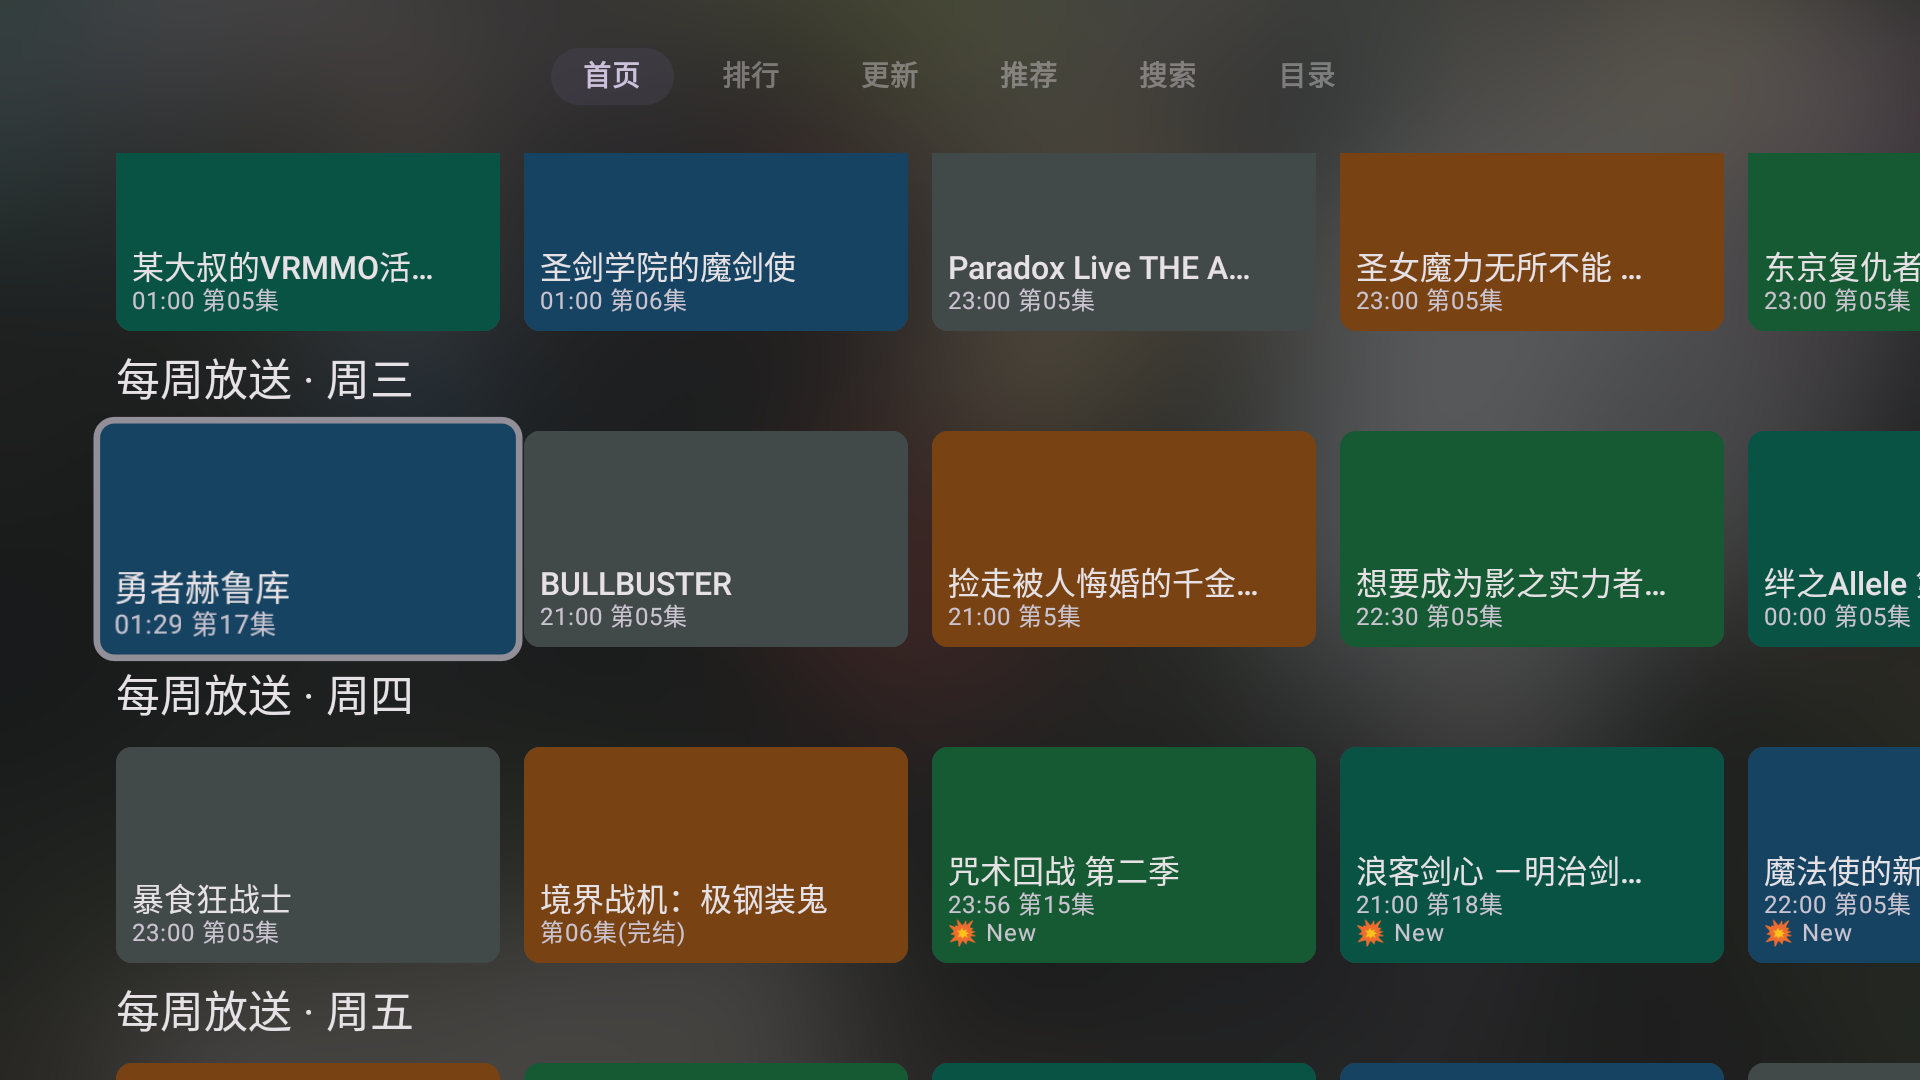 首页
排行
更新
推荐
搜索
目录
某大叔的VRMMO活...
01:00 第05集
圣剑学院的魔剑使
01:00 第06集
Paradox Live THE A...
23:00 第05集
圣女魔力无所不能 ...
23:00 第05集
东京复仇者
23:00 第05集
每周放送 · 周三
勇者赫鲁库
01:29 第17集
BULLBUSTER
21:00 第05集
捡走被人悔婚的千金...
21:00 第5集
想要成为影之实力者...
22:30 第05集
绊之Allele
00:00 第05集
每周放送 · 周四
暴食狂战士
23:00 第05集
境界战机：极钢装鬼
第06集(完结)
咒术回战 第二季
23:56 第15集
💥 New
浪客剑心 －明治剑...
21:00 第18集
💥 New
魔法使的新
22:00 第05集
💥 New
每周放送 · 周五